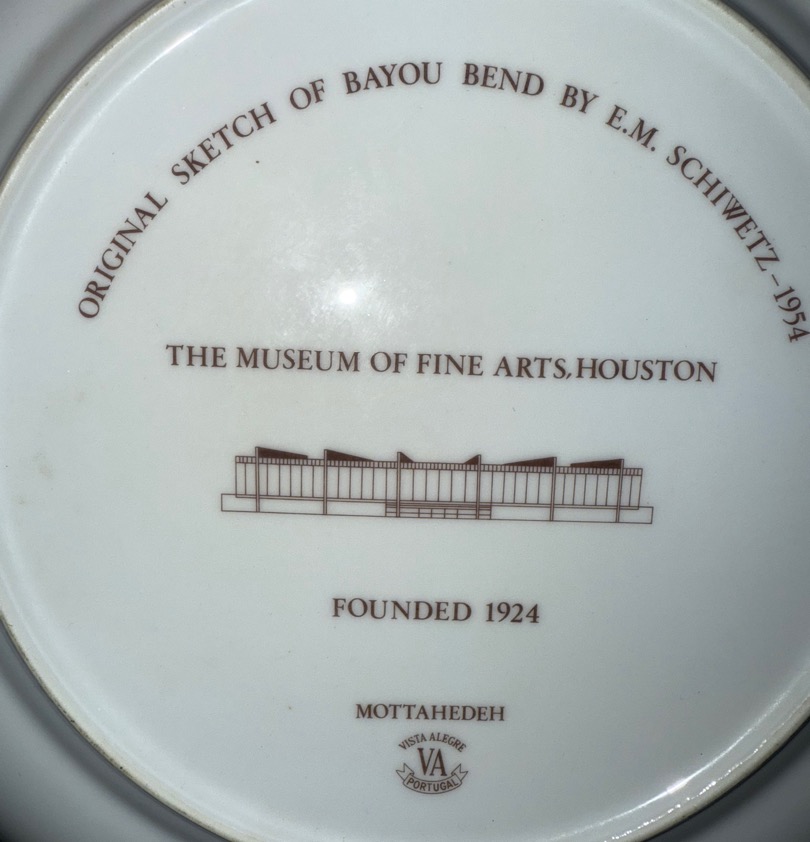 ORIGINAL SKETCH OF BAYOU BEND BY E.M. SCHIWETZ-1954
THE MUSEUM OF FINE ARTS, HOUSTON
FOUNDED 1924
MOTTAHEDEH
VISTA ALEGRE
VA
PORTUGAL